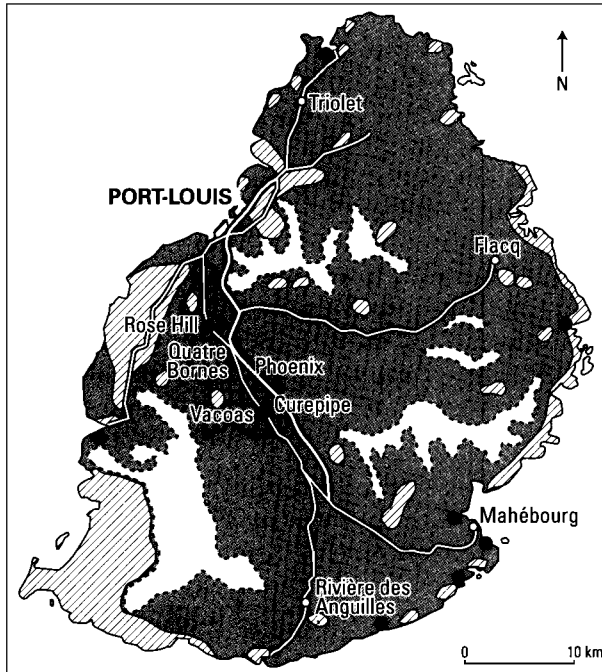 N
Triolet
PORT-LOUIS
Flacq
Rose Hill
Quatre
Bornes
Phoenix
Vacoas
Curepipe
Mahébourg
Rivière des
Anguilles
0 10 km